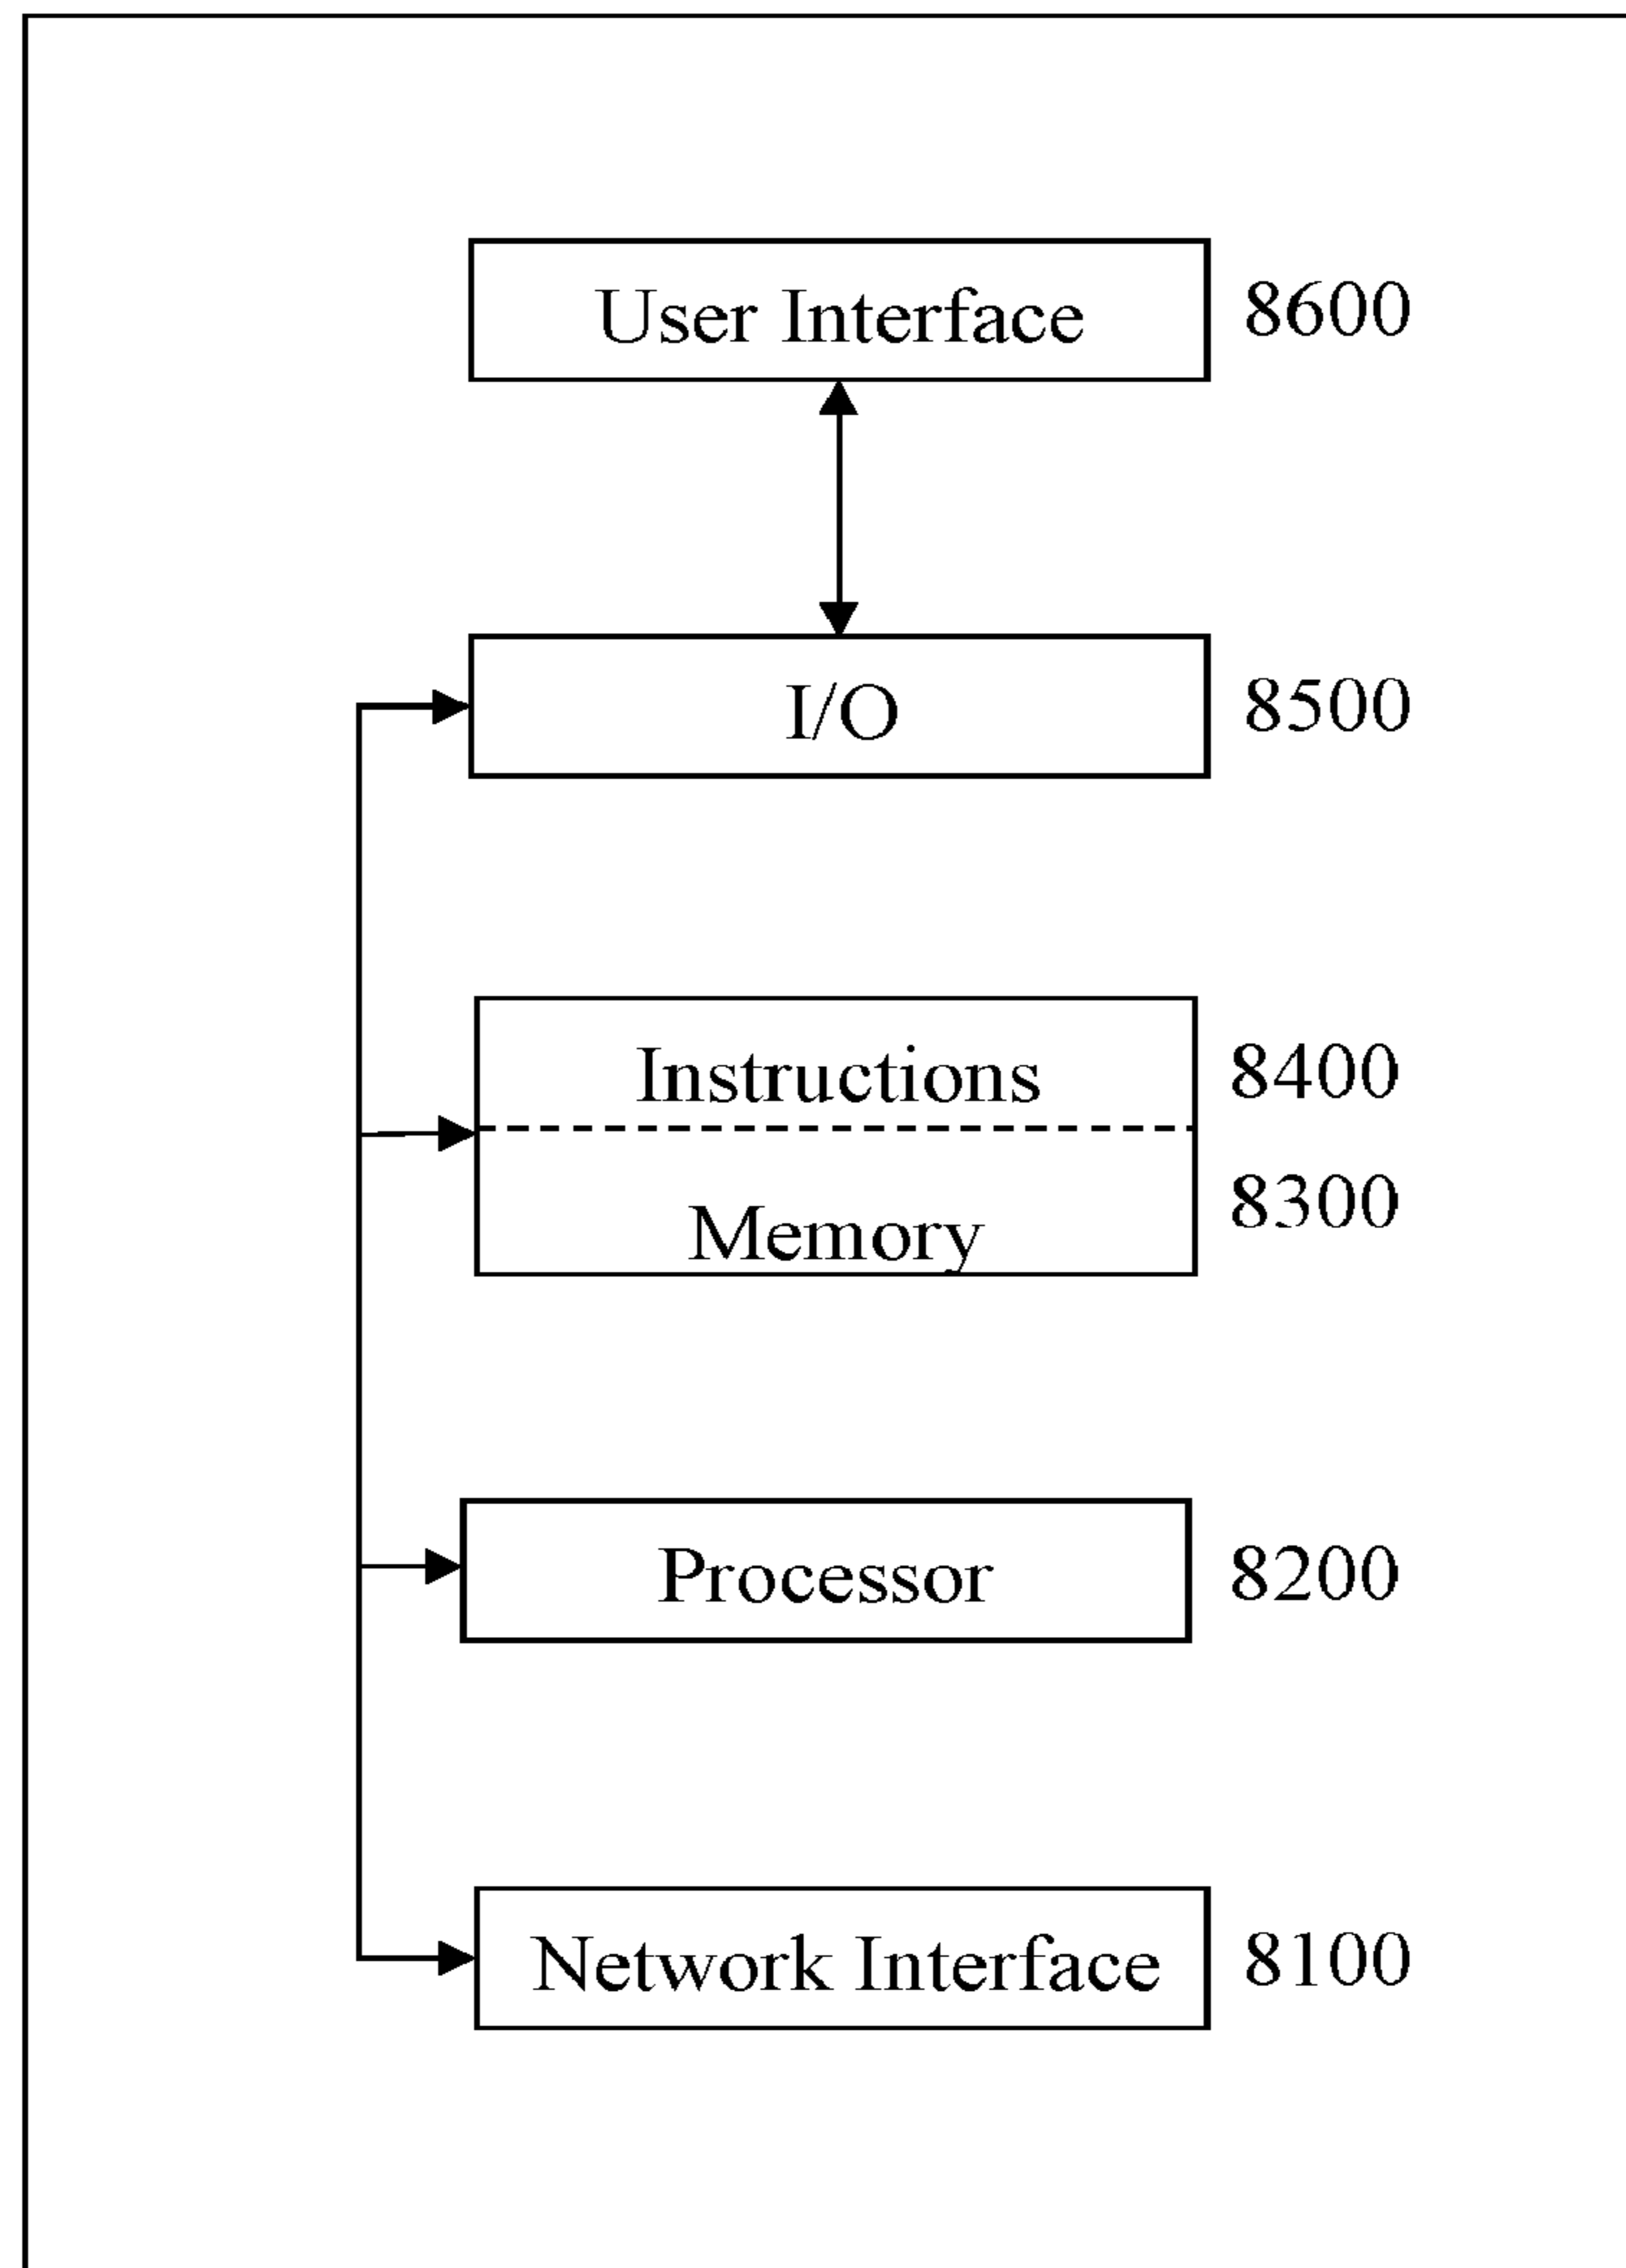 User Interface 8600
I/O 8500
Instructions 8400
Memory 8300
Processor 8200
Network Interface 8100